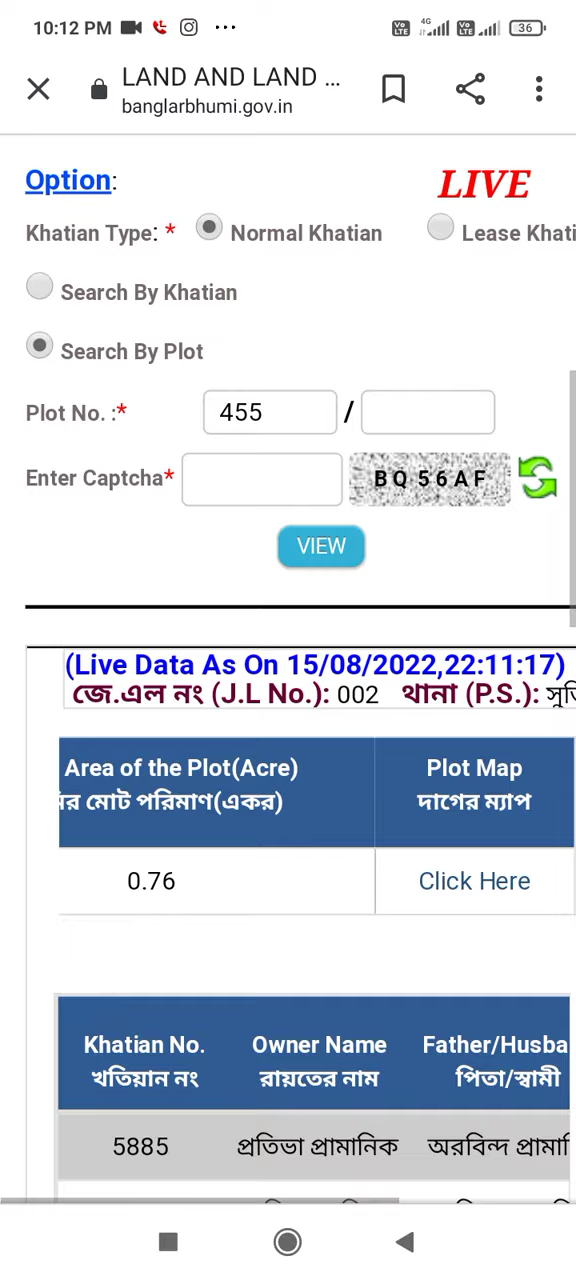 10:12 PM
4G
VoLTE VoLTE 36
LAND AND LAND ...
banglarbhumi.gov.in
Option:
LIVE
Khatian Type: * Normal Khatian Lease Khati
Search By Khatian
Search By Plot
Plot No. :* 455 /
Enter Captcha* BQ56AF
VIEW
(Live Data As On 15/08/2022,22:11:17)
জে.এল নং (J.L No.): 002 থানা (P.S.):
Area of the Plot(Acre) Plot Map
মোট পরিমাণ(একর) দাগের ম্যাপ
0.76 Click Here
Khatian No. Owner Name Father/Husba
খতিয়ান নং রায়তের নাম পিতা/স্বামী
5885 প্রতিভা প্রামানিক অরবিন্দ